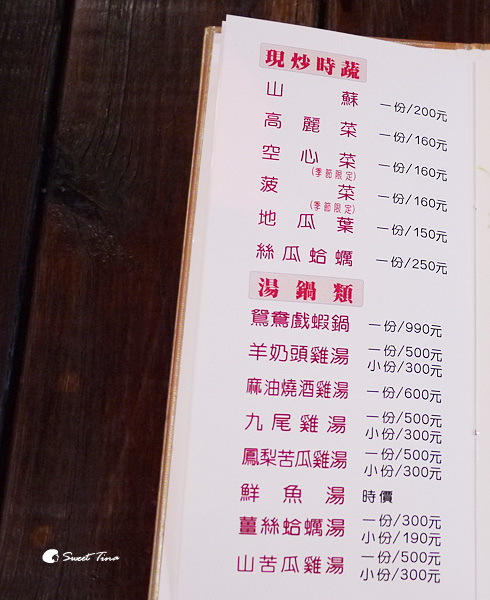 現炒時蔬
山蘇 一份/200元
高麗菜 一份/160元
空心菜 一份/160元
(季節限定)
菠菜 一份/160元
(季節限定)
地瓜葉 一份/150元
絲瓜蛤蠣 一份/250元
湯鍋類
鴛鴦戲蝦鍋 一份/990元
羊奶頭雞湯 一份/500元
小份/300元
麻油燒酒雞湯 一份/600元
九尾雞湯 一份/500元
小份/300元
鳳梨苦瓜雞湯 一份/500元
小份/300元
鮮魚湯 時價
薑絲蛤蠣湯 一份/300元
小份/190元
山苦瓜雞湯 一份/500元
小份/300元
Sweet Tina